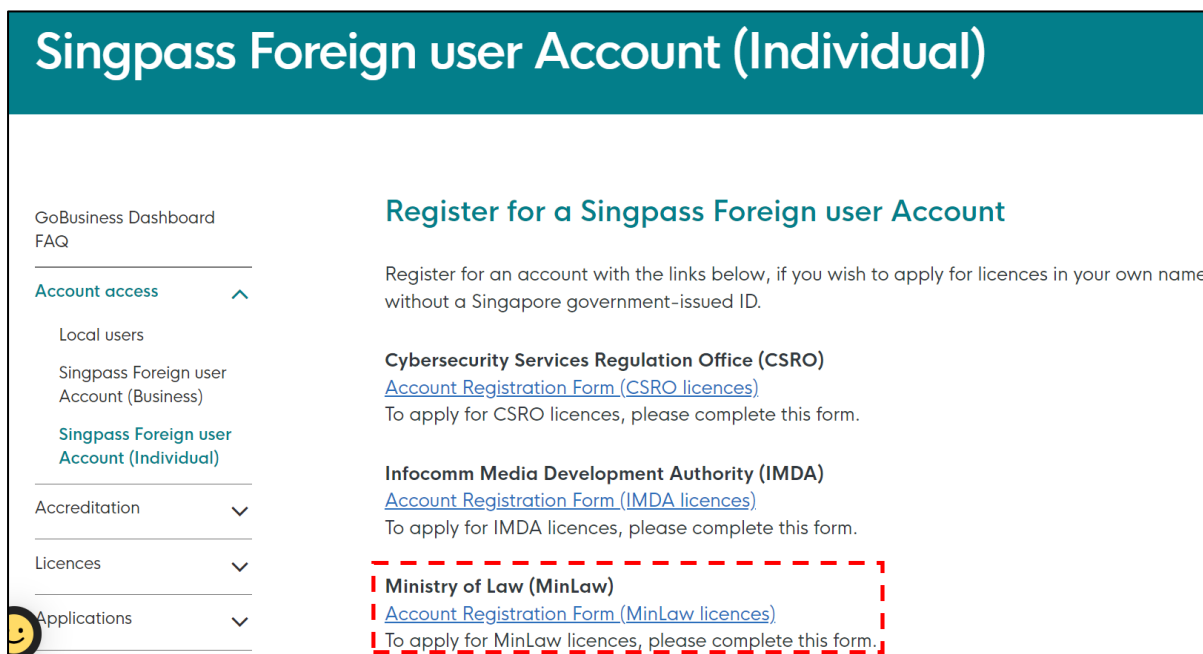 Singpass Foreign user Account (Individual)
GoBusiness Dashboard
FAQ
Account access
Local users
Singpass Foreign user
Account (Business)
Singpass Foreign user
Account (Individual)
Accreditation
Licences
Applications
Register for a Singpass Foreign user Account
Register for an account with the links below, if you wish to apply for licences in your own name
without a Singapore government-issued ID.
Cybersecurity Services Regulation Office (CSRO)
Account Registration Form (CSRO licences)
To apply for CSRO licences, please complete this form.
Infocomm Media Development Authority (IMDA)
Account Registration Form (IMDA licences)
To apply for IMDA licences, please complete this form.
Ministry of Law (MinLaw)
Account Registration Form (MinLaw licences)
To apply for MinLaw licences, please complete this form.